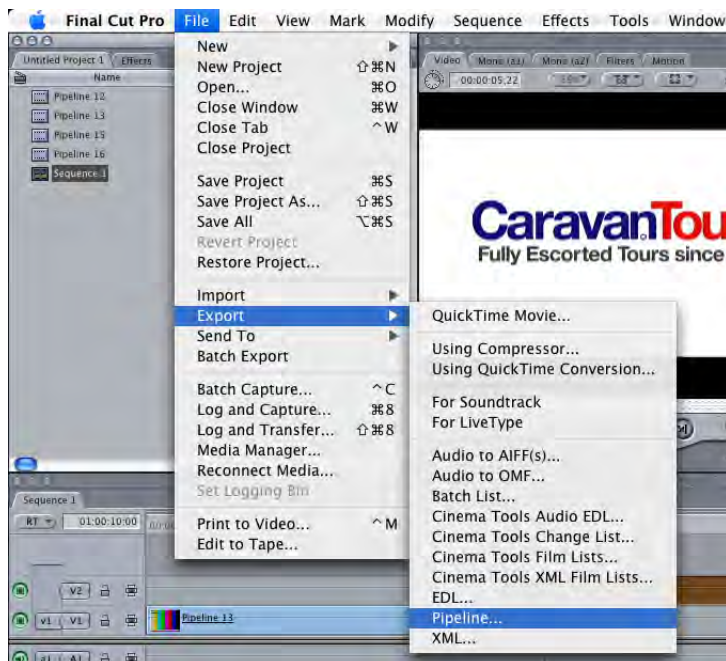 Final Cut Pro File Edit View Mark Modify Sequence Effects Tools Window
Untitled Project 1 Effects
Name
Pipeline 12
Pipeline 13
Pipeline 15
Pipeline 16
Sequence 1
New
New Project ⇧⌘N
Open... ⌘O
Close Window ⌘W
Close Tab ^W
Close Project
Save Project ⌘S
Save Project As... ⇧⌘S
Save All ⌥⌘S
Revert Project
Restore Project...
Import
Export
Send To
Batch Export
Batch Capture... ^C
Log and Capture... ⌘8
Log and Transfer... ⇧⌘8
Media Manager...
Reconnect Media...
Set Logging Bin
Print to Video... ^M
Edit to Tape...
QuickTime Movie...
Using Compressor...
Using QuickTime Conversion...
For Soundtrack
For LiveType
Audio to AIFF(s)...
Audio to OMF...
Batch List...
Cinema Tools Audio EDL...
Cinema Tools Change List...
Cinema Tools Film Lists...
Cinema Tools XML Film Lists...
EDL...
Pipeline...
XML...
Video Mono (a1) Mono (a2) Filters Motion
00:00:05:22
CaravanTou
Fully Escorted Tours since
Sequence 1
RT 01:00:10:00
V2
v1 V1 Pipeline 13
a1 A1